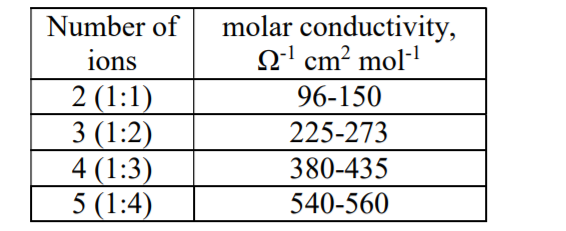 Number of ions molar conductivity, Ω⁻¹ cm² mol⁻¹
2 (1:1) 96-150
3 (1:2) 225-273
4 (1:3) 380-435
5 (1:4) 540-560